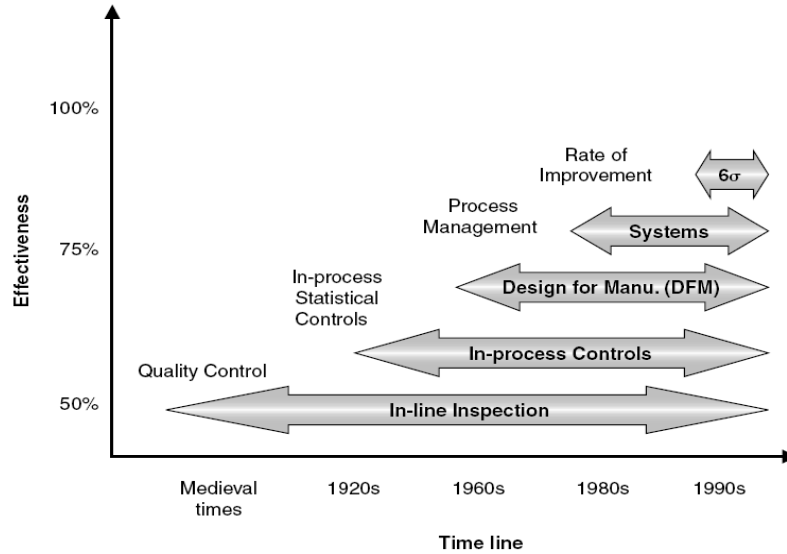 100%
Rate of
Improvement
6σ
Process
Management
Systems
75%
In-process
Statistical
Controls
Design for Manu. (DFM)
In-process Controls
Quality Control
50%
In-line Inspection
Effectiveness
Medieval
times
1920s
1960s
1980s
1990s
Time line